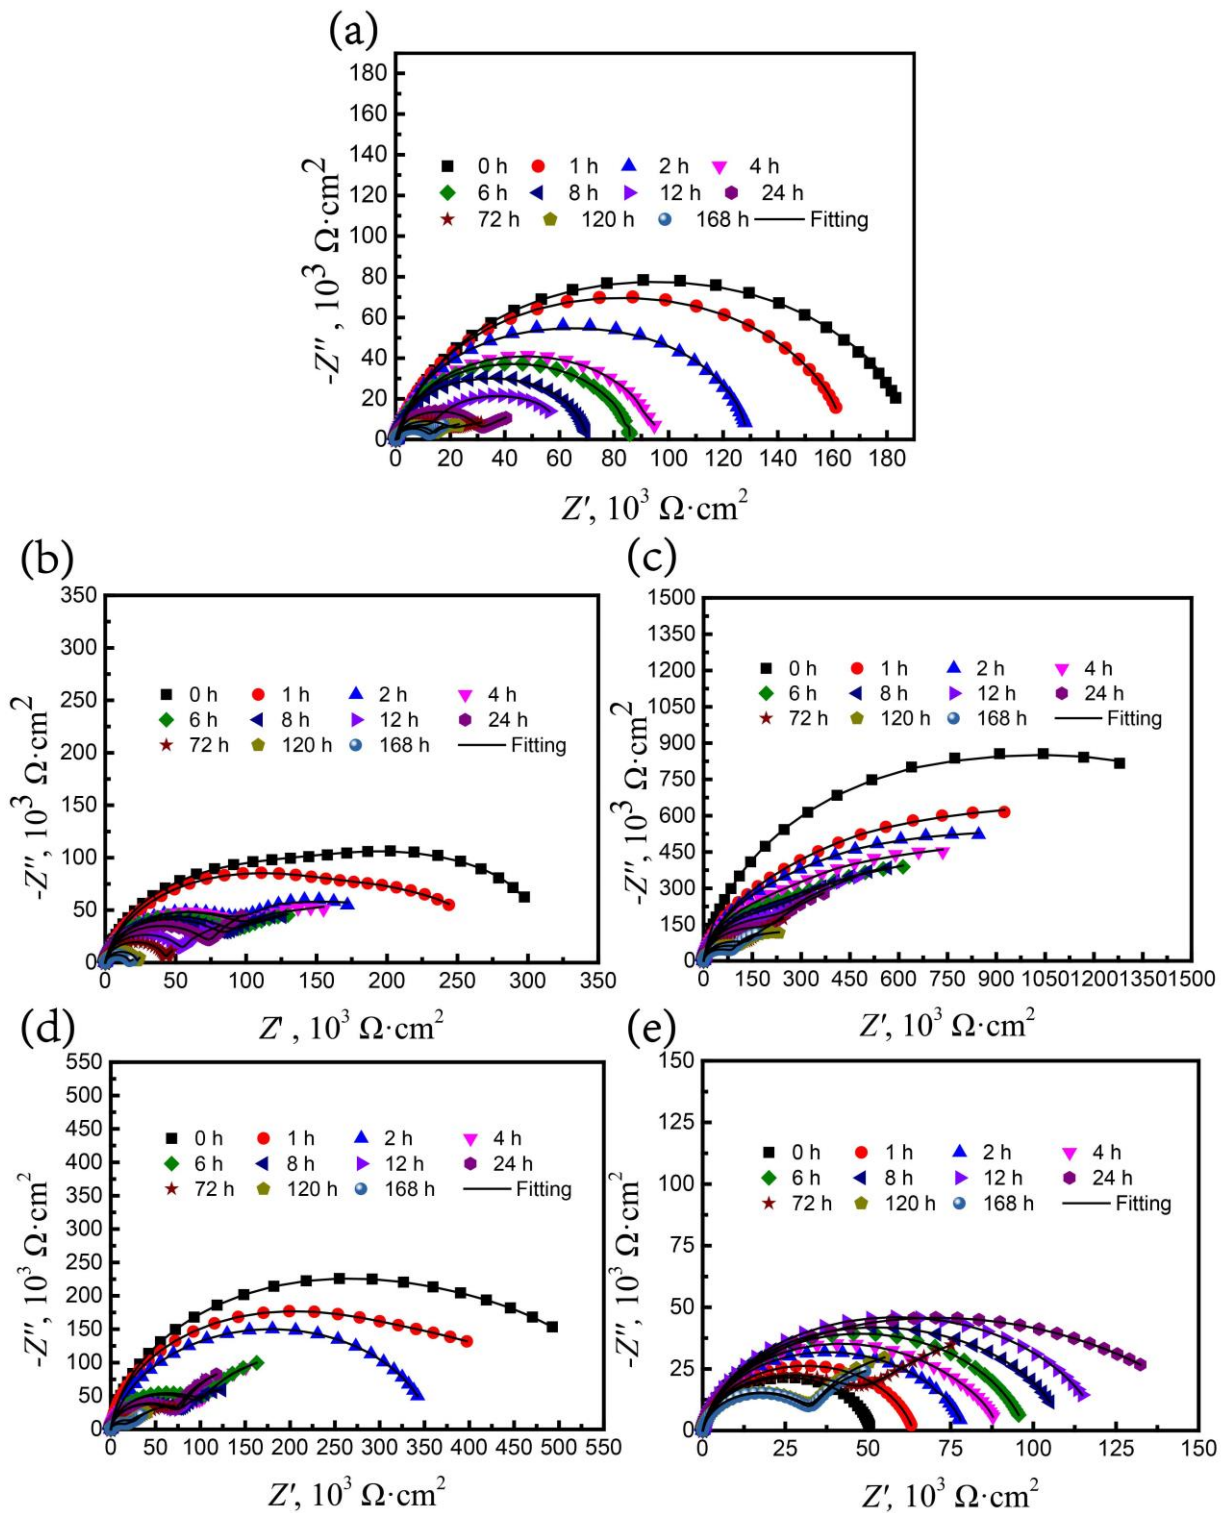 (a)
180
160
140
120
100
80
60
40
20
0
-Z″, 10³ Ω·cm²
0 h 1 h 2 h 4 h
6 h 8 h 12 h 24 h
72 h 120 h 168 h Fitting
0 20 40 60 80 100 120 140 160 180
Z′, 10³ Ω·cm²
(b)
350
300
250
200
150
100
50
0
-Z″, 10³ Ω·cm²
0 h 1 h 2 h 4 h
6 h 8 h 12 h 24 h
72 h 120 h 168 h Fitting
0 50 100 150 200 250 300 350
Z′ , 10³ Ω·cm²
(c)
1500
1350
1200
1050
900
750
600
450
300
150
0
-Z″, 10³ Ω·cm²
0 h 1 h 2 h 4 h
6 h 8 h 12 h 24 h
72 h 120 h 168 h Fitting
0 150 300 450 600 750 900 1050 1200 1350 1500
Z′, 10³ Ω·cm²
(d)
550
500
450
400
350
300
250
200
150
100
50
0
-Z″, 10³ Ω·cm²
0 h 1 h 2 h 4 h
6 h 8 h 12 h 24 h
72 h 120 h 168 h Fitting
0 50 100 150 200 250 300 350 400 450 500 550
Z′, 10³ Ω·cm²
(e)
150
125
100
75
50
25
0
-Z″, 10³ Ω·cm²
0 h 1 h 2 h 4 h
6 h 8 h 12 h 24 h
72 h 120 h 168 h Fitting
0 25 50 75 100 125 150
Z′, 10³ Ω·cm²